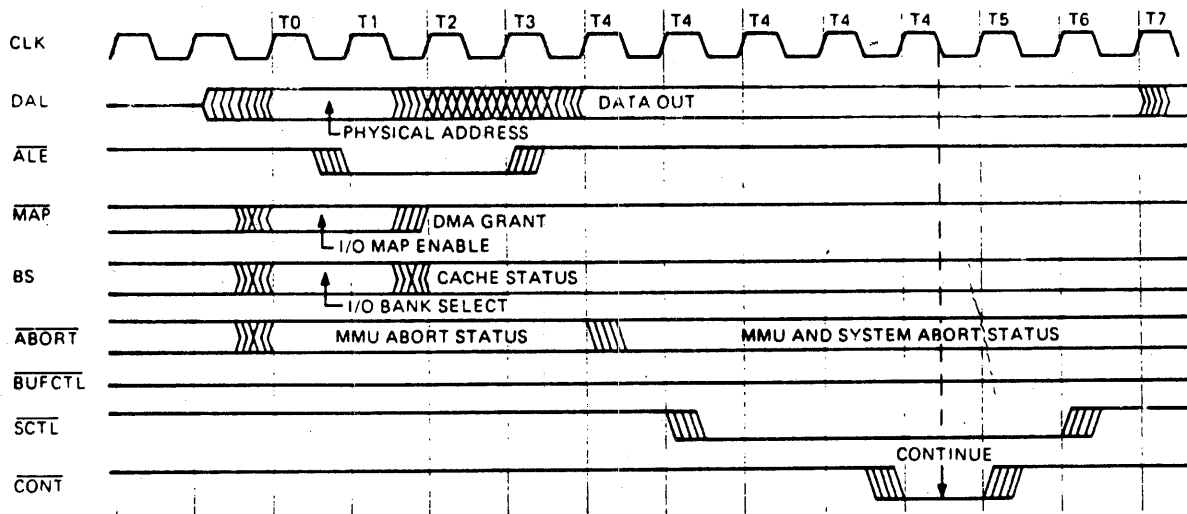 T0 T1 T2 T3 T4 T4 T4 T4 T4 T5 T6 T7
CLK
DAL
DATA OUT
PHYSICAL ADDRESS
ALE
MAP
DMA GRANT
I/O MAP ENABLE
BS
CACHE STATUS
I/O BANK SELECT
ABORT
MMU ABORT STATUS
MMU AND SYSTEM ABORT STATUS
BUFCTL
SCTL
CONTINUE
CONT